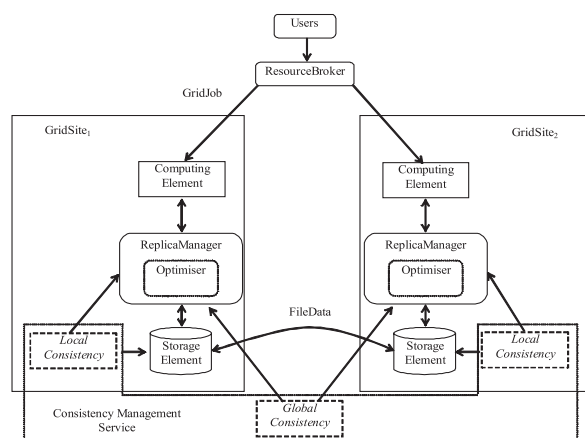 Users
ResourceBroker
GridJob
GridSite1
GridSite2
Computing
Element
Computing
Element
ReplicaManager
ReplicaManager
Optimiser
Optimiser
FileData
Local
Consistency
Storage
Element
Storage
Element
Local
Consistency
Consistency Management
Service
Global
Consistency